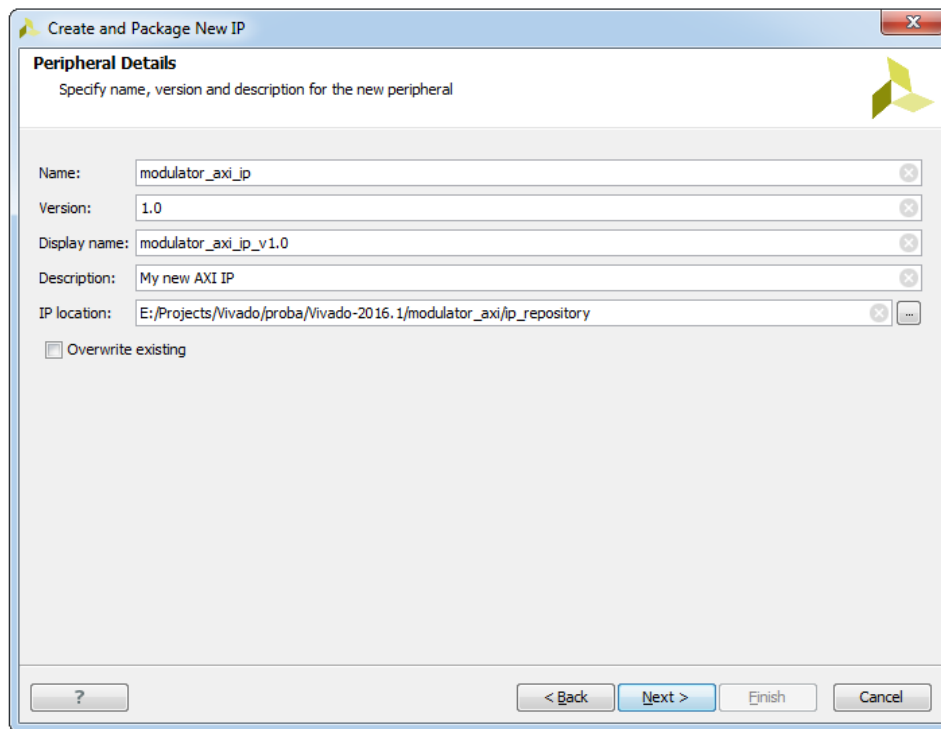 Create and Package New IP
Peripheral Details
Specify name, version and description for the new peripheral
Name: modulator_axi_ip
Version: 1.0
Display name: modulator_axi_ip_v1.0
Description: My new AXI IP
IP location: E:/Projects/Vivado/proba/Vivado-2016.1/modulator_axi/ip_repository ...
Overwrite existing
? < Back Next > Finish Cancel